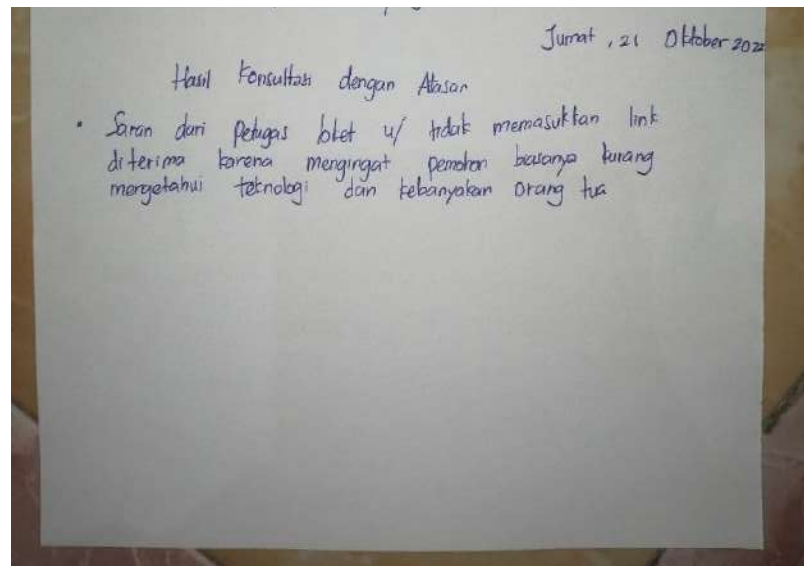 Jumat, 21 Oktober 2022
Hasil Konsultasi dengan Atasan
• Saran dari petugas loket u/ tidak memasukkan link
diterima karena mengingat pemohon biasanya kurang
mengetahui teknologi dan kebanyakan orang tua